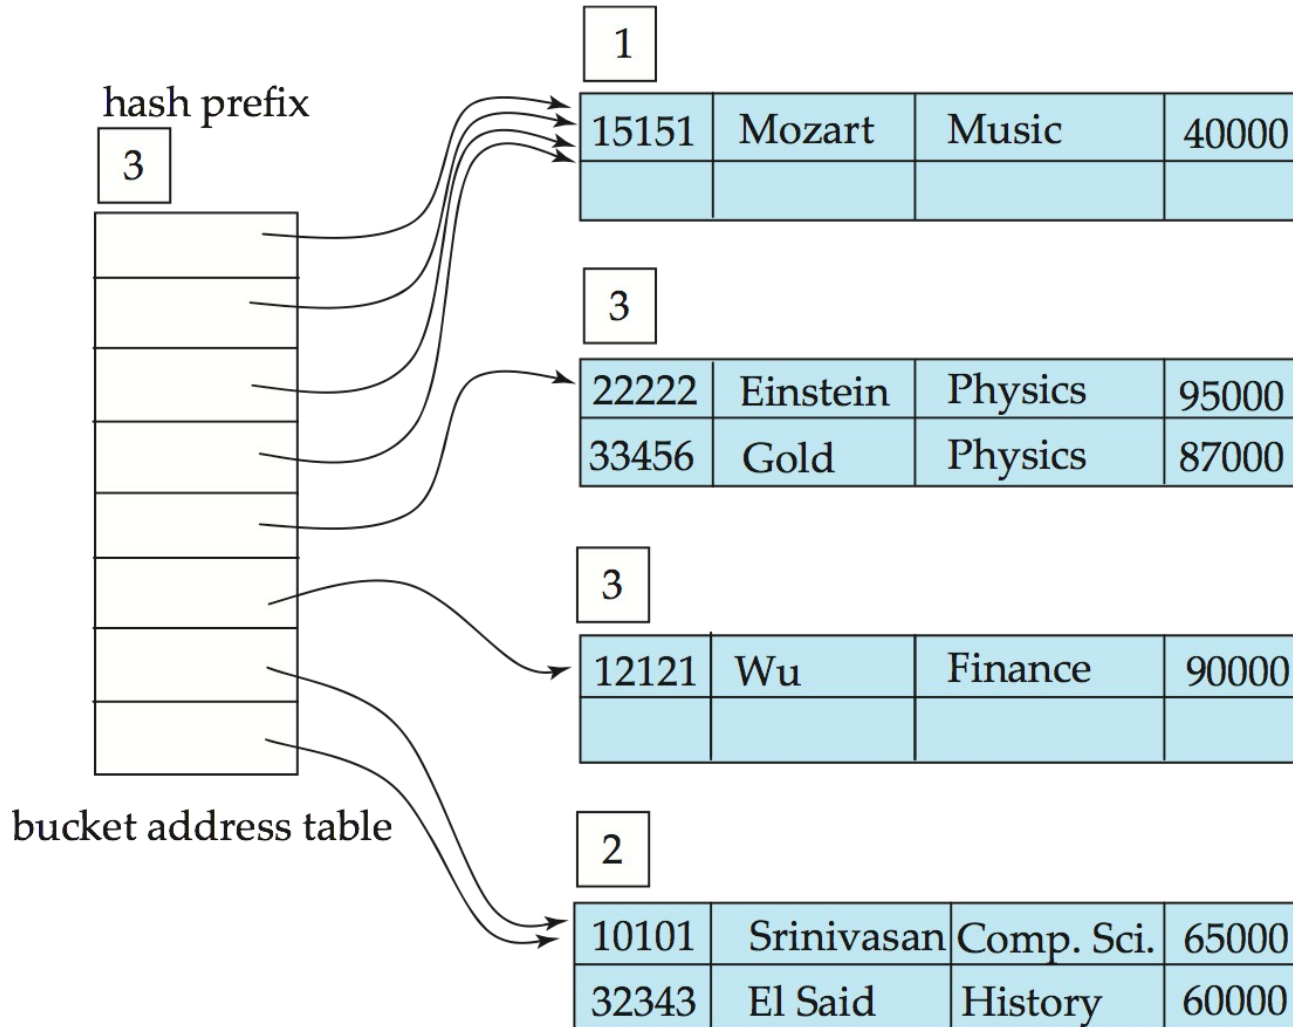 hash prefix
3
bucket address table
1
15151 Mozart Music 40000
3
22222 Einstein Physics 95000
33456 Gold Physics 87000
3
12121 Wu Finance 90000
2
10101 Srinivasan Comp. Sci. 65000
32343 El Said History 60000